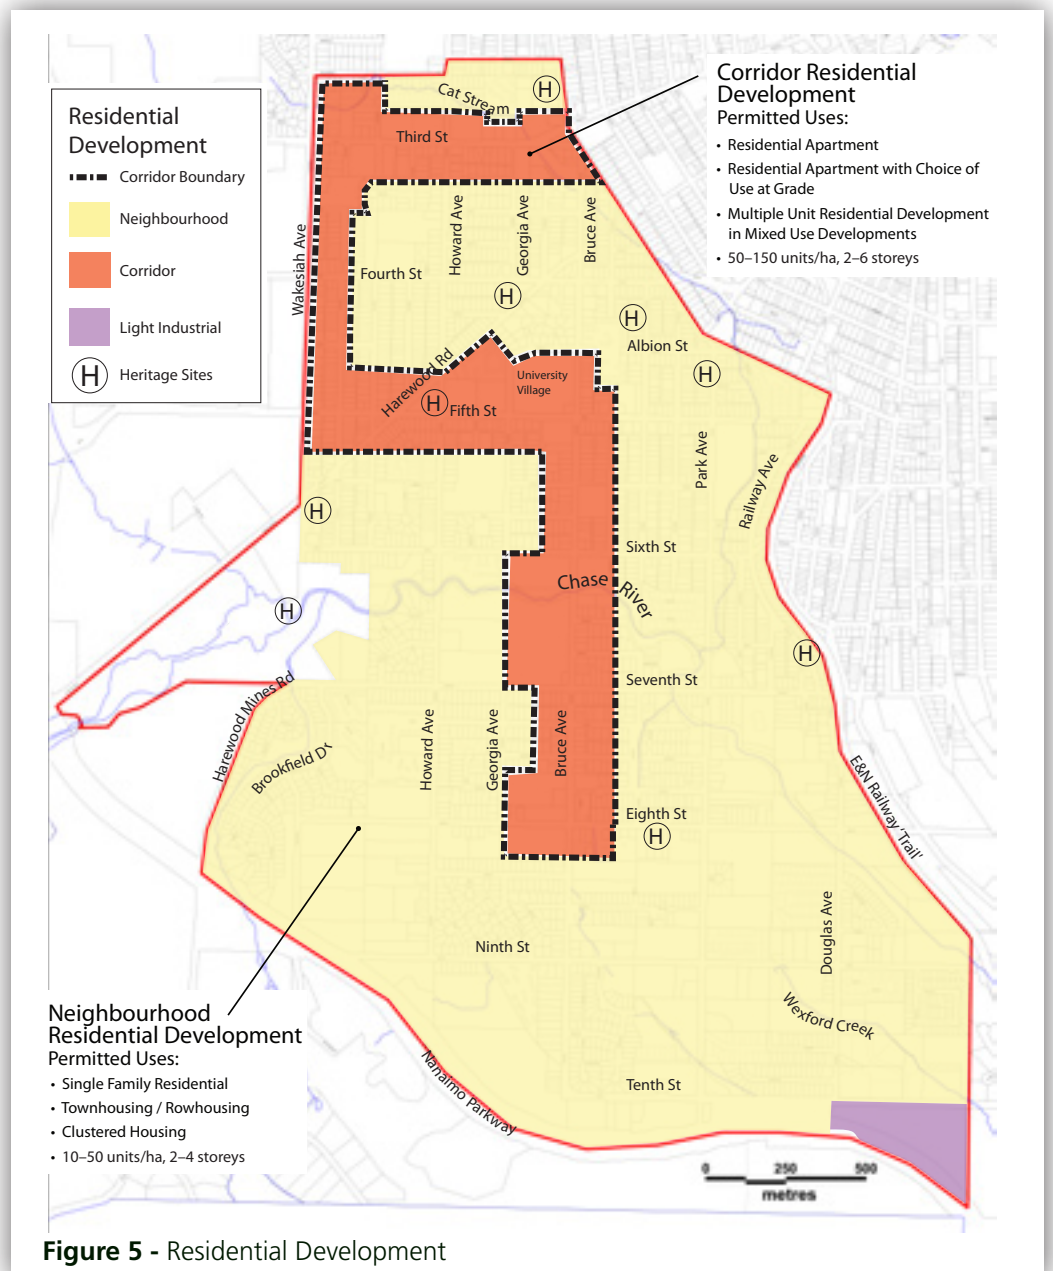 Residential
Development
Corridor Boundary
Neighbourhood
Corridor
Light Industrial
H
Heritage Sites
Corridor Residential
Development
Permitted Uses:
• Residential Apartment
• Residential Apartment with Choice of
Use at Grade
• Multiple Unit Residential Development
in Mixed Use Developments
• 50–150 units/ha, 2–6 storeys
Cat Stream
H
Third St
Wakesiah Ave
Howard Ave
Georgia Ave
Bruce Ave
Fourth St
H
H
Albion St
H
Harewood Rd
University
Village
H
Fifth St
Park Ave
Railway Ave
H
Sixth St
Chase River
H
H
Seventh St
Harewood Mines Rd
Brookfield Dr
Howard Ave
Georgia Ave
Bruce Ave
E&N Railway 'Trail'
Eighth St
H
Douglas Ave
Ninth St
Wexford Creek
Nanaimo Parkway
Tenth St
Neighbourhood
Residential Development
Permitted Uses:
• Single Family Residential
• Townhousing / Rowhousing
• Clustered Housing
• 10–50 units/ha, 2–4 storeys
0 250 500
metres
Figure 5 - Residential Development